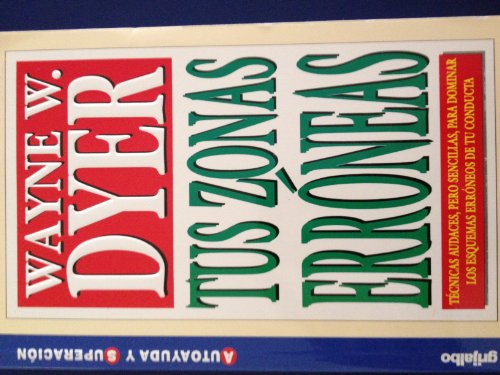 WAYNE W.
DYER
TUS ZONAS
ERRÓNEAS
TÉCNICAS AUDACES, PERO SENCILLAS, PARA DOMINAR
LOS ESQUEMAS ERRÓNEOS DE TU CONDUCTA
AUTOAYUDA Y SUPERACIÓN
grijalbo